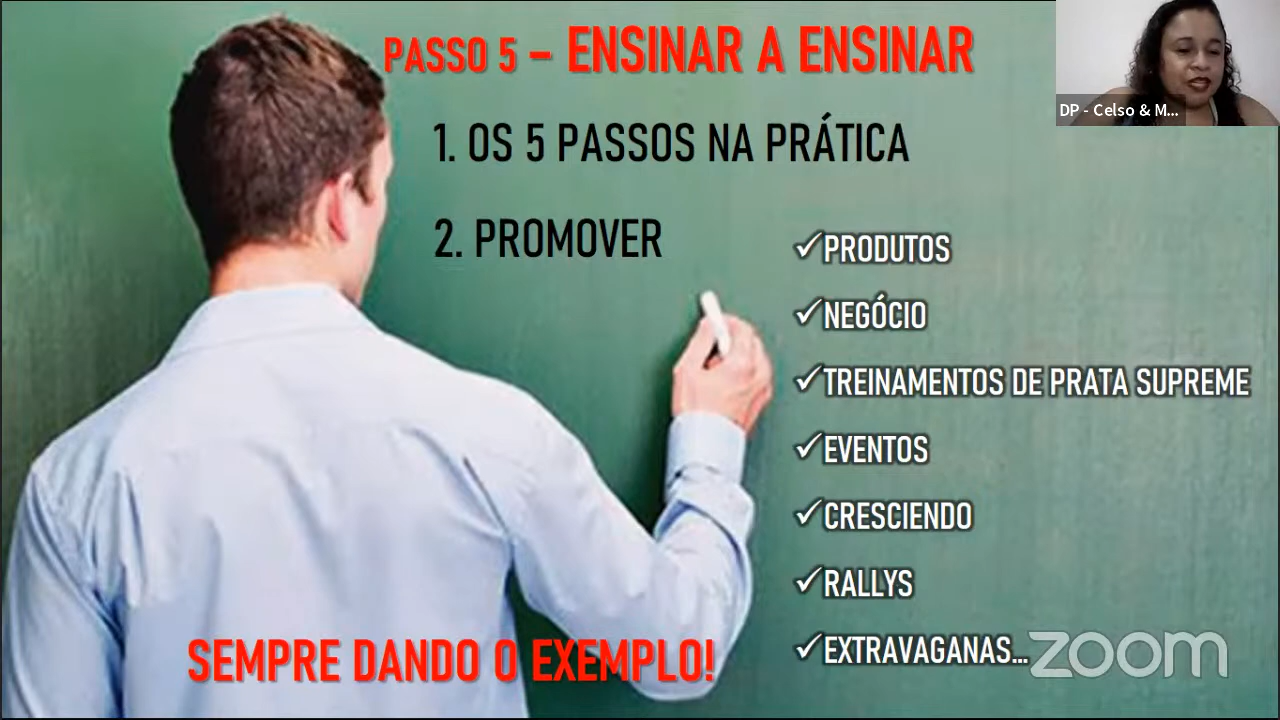 PASSO 5 – ENSINAR A ENSINAR
DP - Celso & M...
1. OS 5 PASSOS NA PRÁTICA
2. PROMOVER
✓PRODUTOS
✓NEGÓCIO
✓TREINAMENTOS DE PRATA SUPREME
✓EVENTOS
✓CRESCIENDO
✓RALLYS
✓EXTRAVAGANAS...
SEMPRE DANDO O EXEMPLO!
zoom